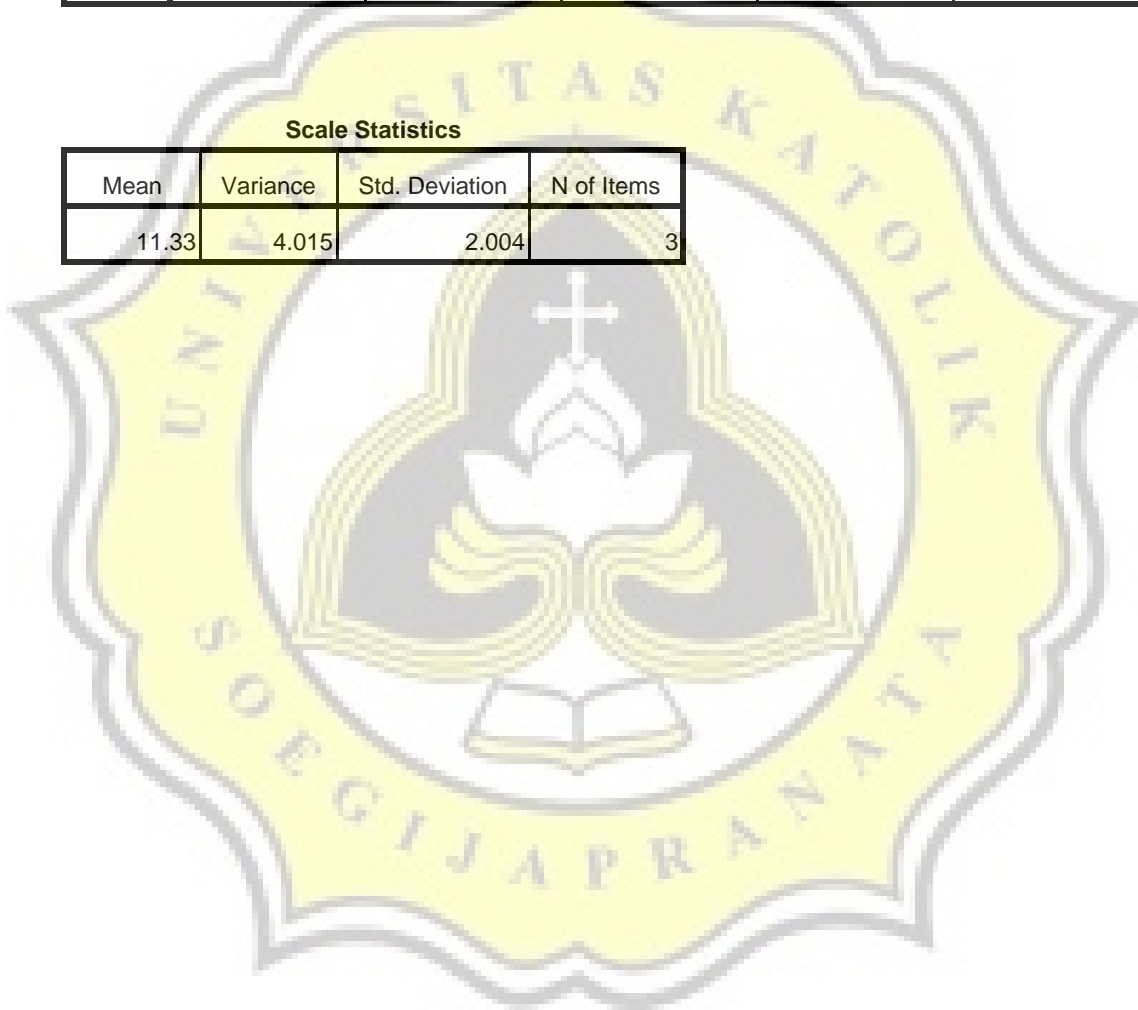 Scale Statistics
Mean Variance Std. Deviation N of Items
11.33 4.015 2.004 3
UNIVERSITAS KATOLIK
SOEGIJAPRANATA